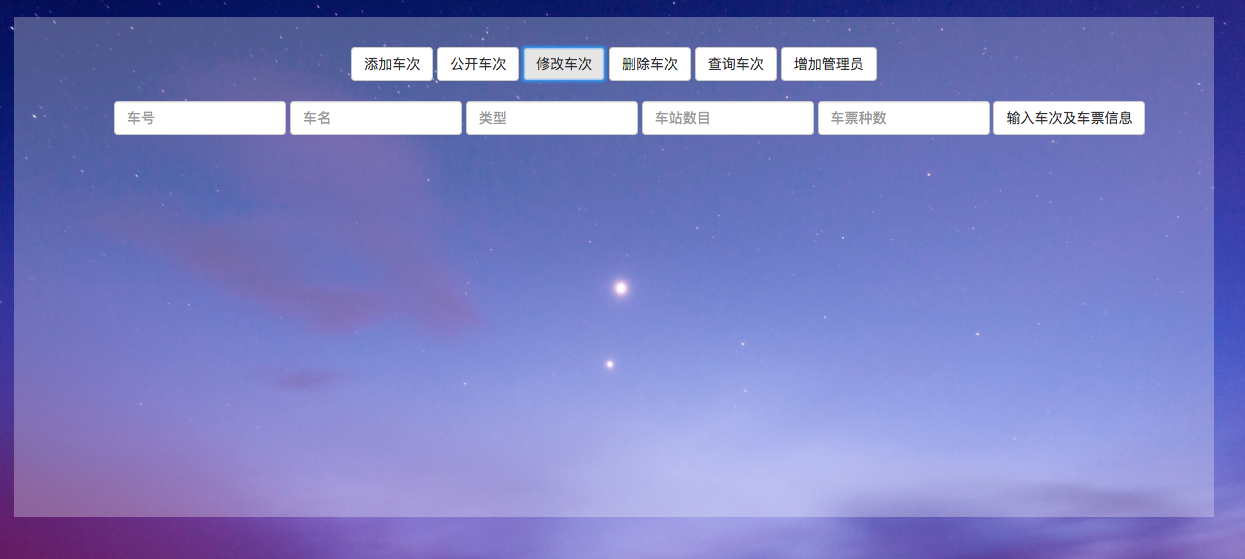 添加车次 公开车次 修改车次 删除车次 查询车次 增加管理员
车号 车名 类型 车站数目 车票种数 输入车次及车票信息